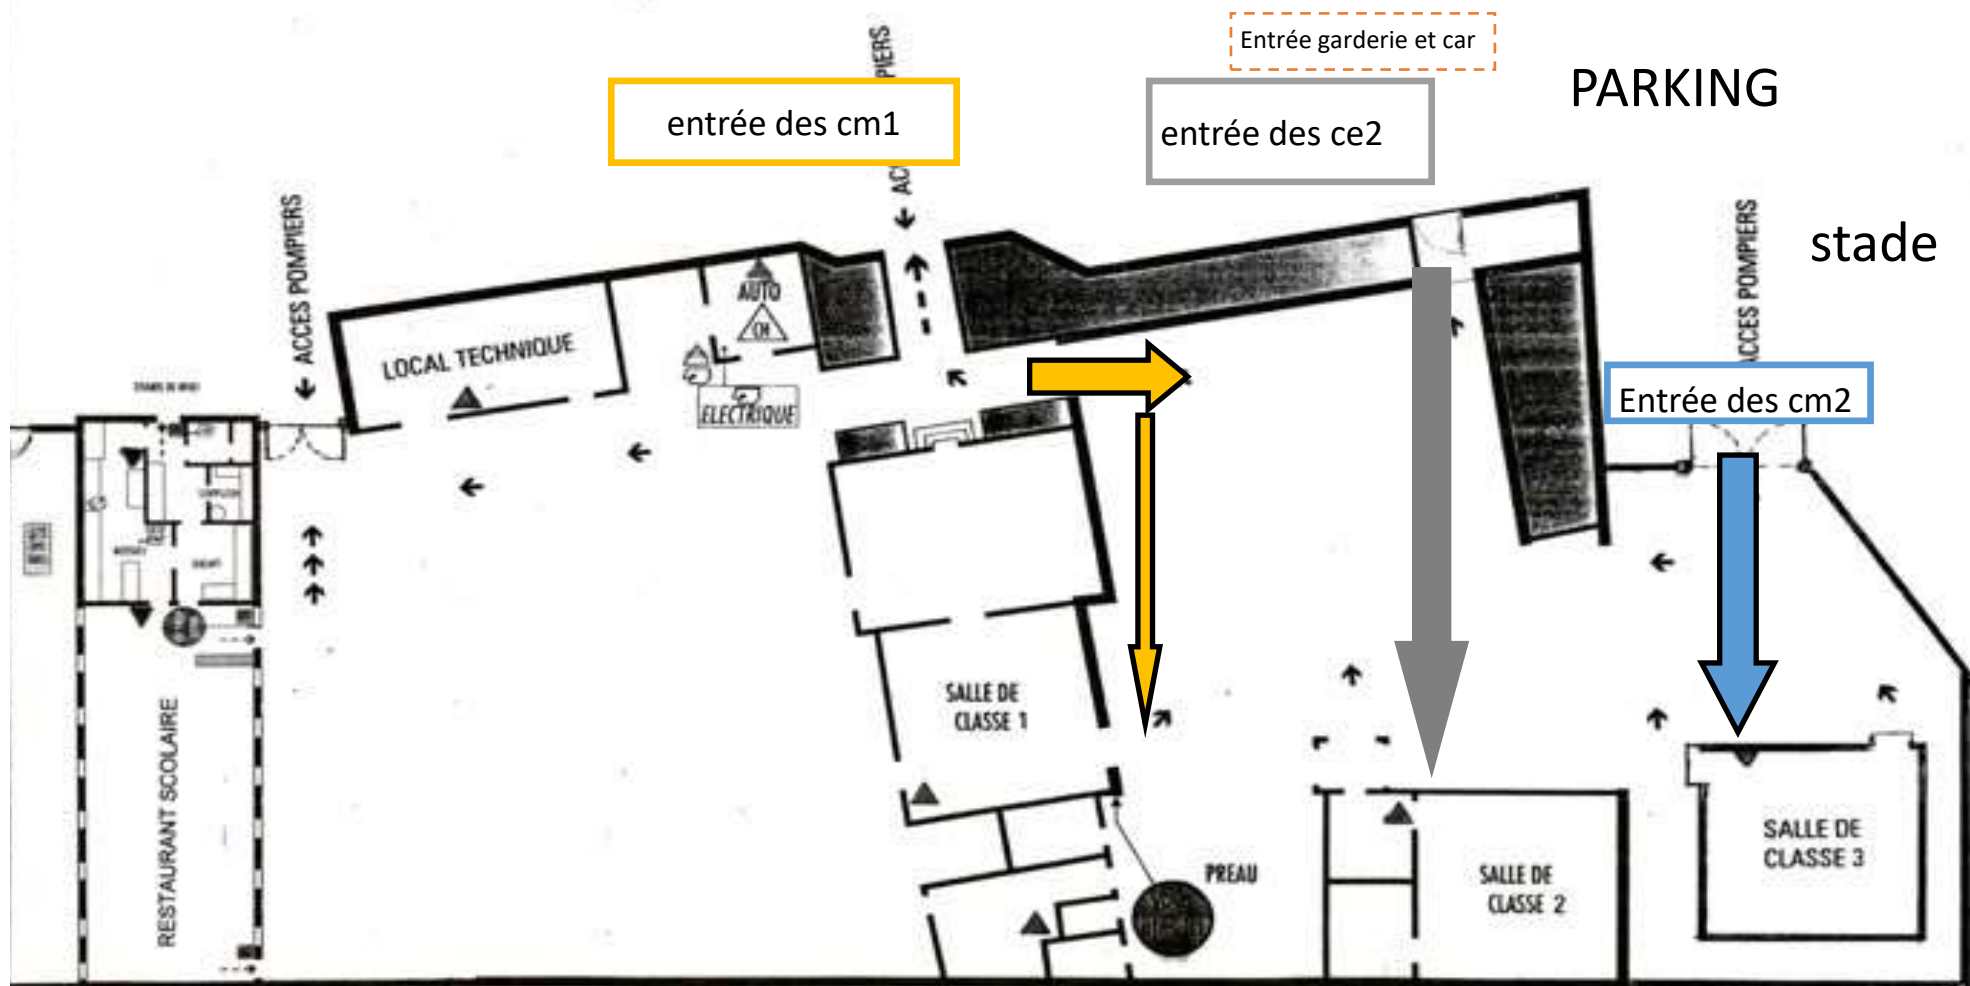 Entrée garderie et car
PARKING
entrée des cm1
entrée des ce2
stade
ACCES POMPIERS
PIERS
AC
ACCES POMPIERS
AUTO
CH
LOCAL TECHNIQUE
ELECTRIQUE
Entrée des cm2
SALLE DE
CLASSE 1
RESTAURANT SCOLAIRE
PREAU
SALLE DE
CLASSE 2
SALLE DE
CLASSE 3